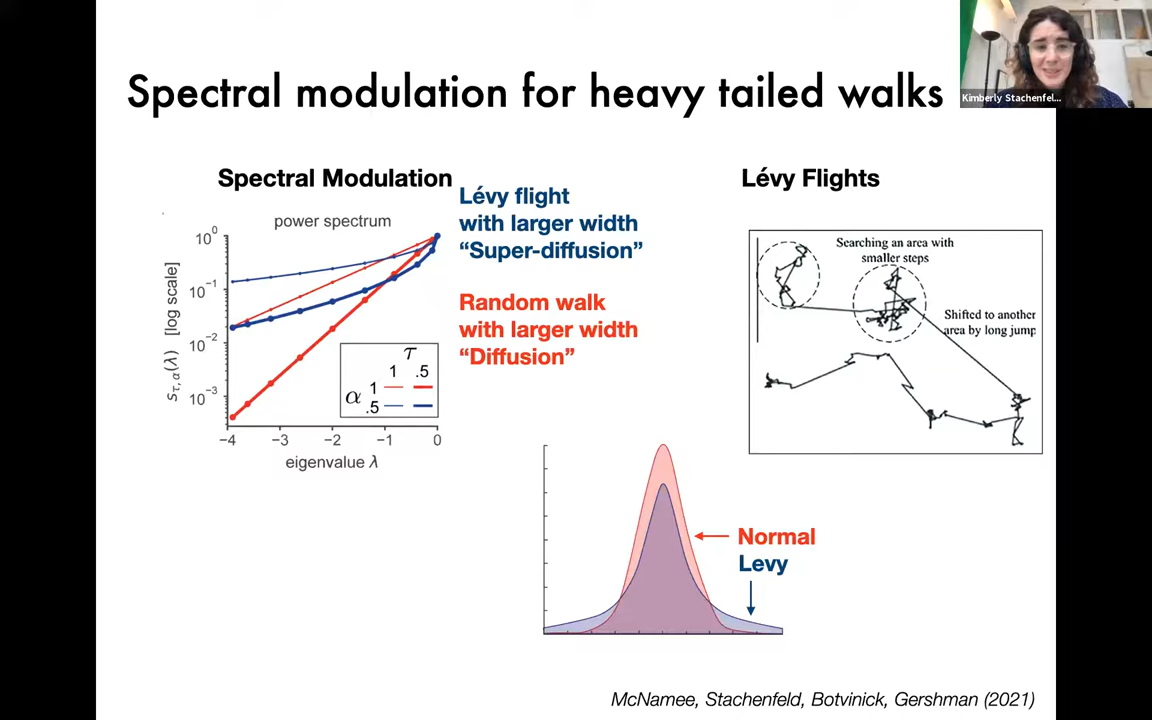 Spectral modulation for heavy tailed walks
Kimberly Stachenfel...
Spectral Modulation
Lévy flight
with larger width
“Super-diffusion”
Random walk
with larger width
“Diffusion”
Lévy Flights
power spectrum
10⁰
10⁻¹
10⁻²
10⁻³
s_τ,α(λ) [log scale]
τ
1 .5
α 1
.5
−4 −3 −2 −1 0
eigenvalue λ
Searching an area with
smaller steps
Shifted to another
area by long jump
Normal
Levy
McNamee, Stachenfeld, Botvinick, Gershman (2021)